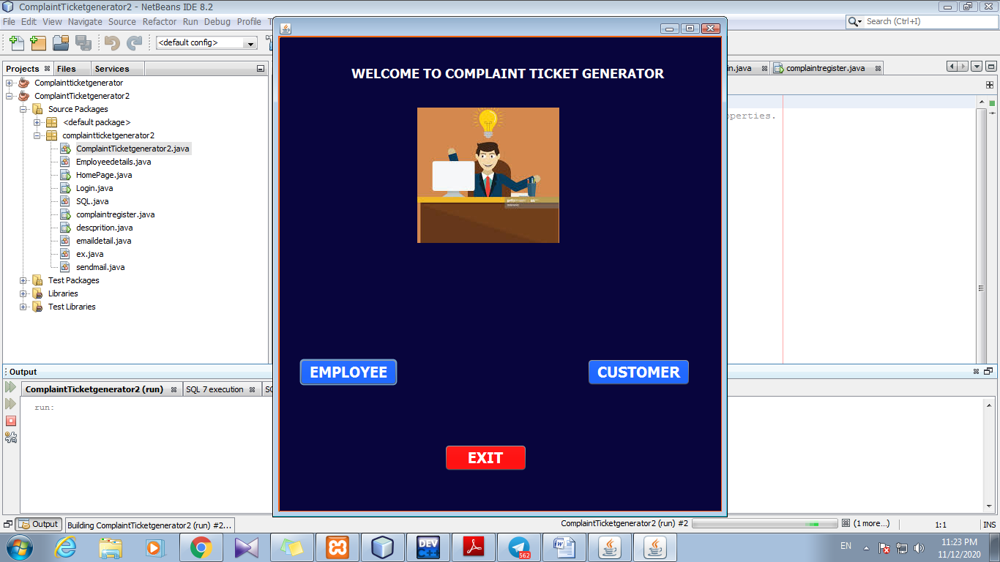 ComplaintTicketgenerator2 - NetBeans IDE 8.2
File Edit View Navigate Source Refactor Run Debug Profile
Search (Ctrl+I)
<default config>
Projects Files Services
in.java complaintregister.java
Complaintticketgenerator
ComplaintTicketgenerator2
Source Packages
<default package>
complaintticketgenerator2
ComplaintTicketgenerator2.java
Employeedetails.java
HomePage.java
Login.java
SQL.java
complaintregister.java
descprition.java
emaildetail.java
ex.java
sendmail.java
Test Packages
Libraries
Test Libraries
operties.
WELCOME TO COMPLAINT TICKET GENERATOR
EMPLOYEE
CUSTOMER
EXIT
Output
ComplaintTicketgenerator2 (run) SQL 7 execution
run:
Output Building ComplaintTicketgenerator2 (run) #2...
ComplaintTicketgenerator2 (run) #2 (1 more...) 1:1 INS
DEV
C++
562
EN
11:23 PM
11/12/2020